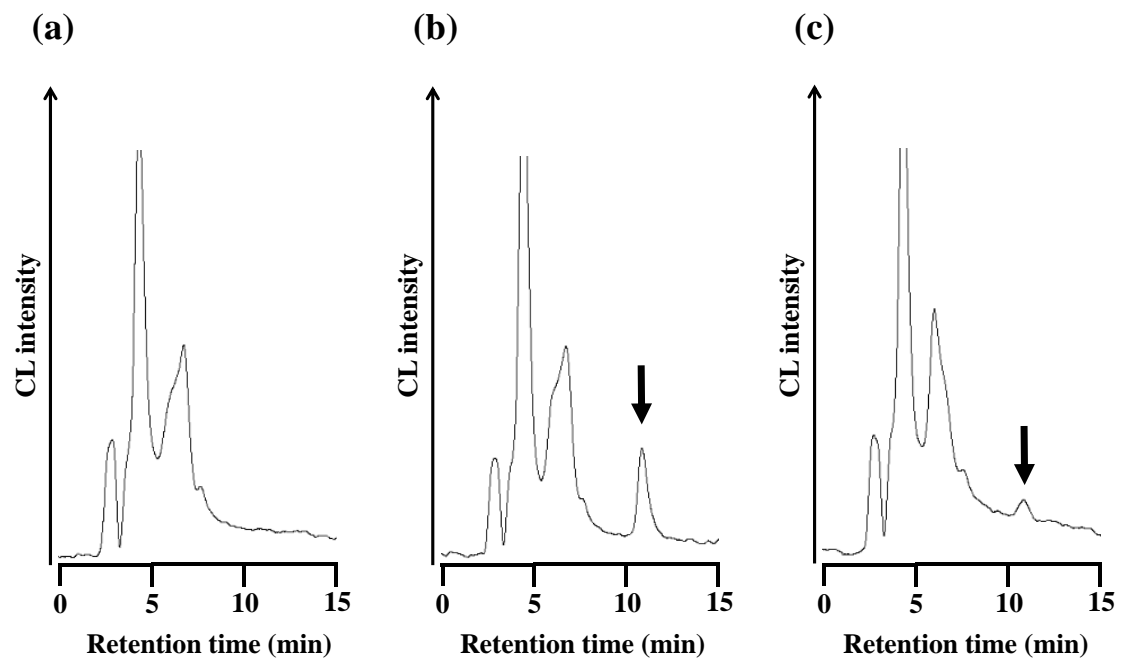 (a)
CL intensity
0 5 10 15
Retention time (min)
(b)
CL intensity
0 5 10 15
Retention time (min)
(c)
CL intensity
0 5 10 15
Retention time (min)